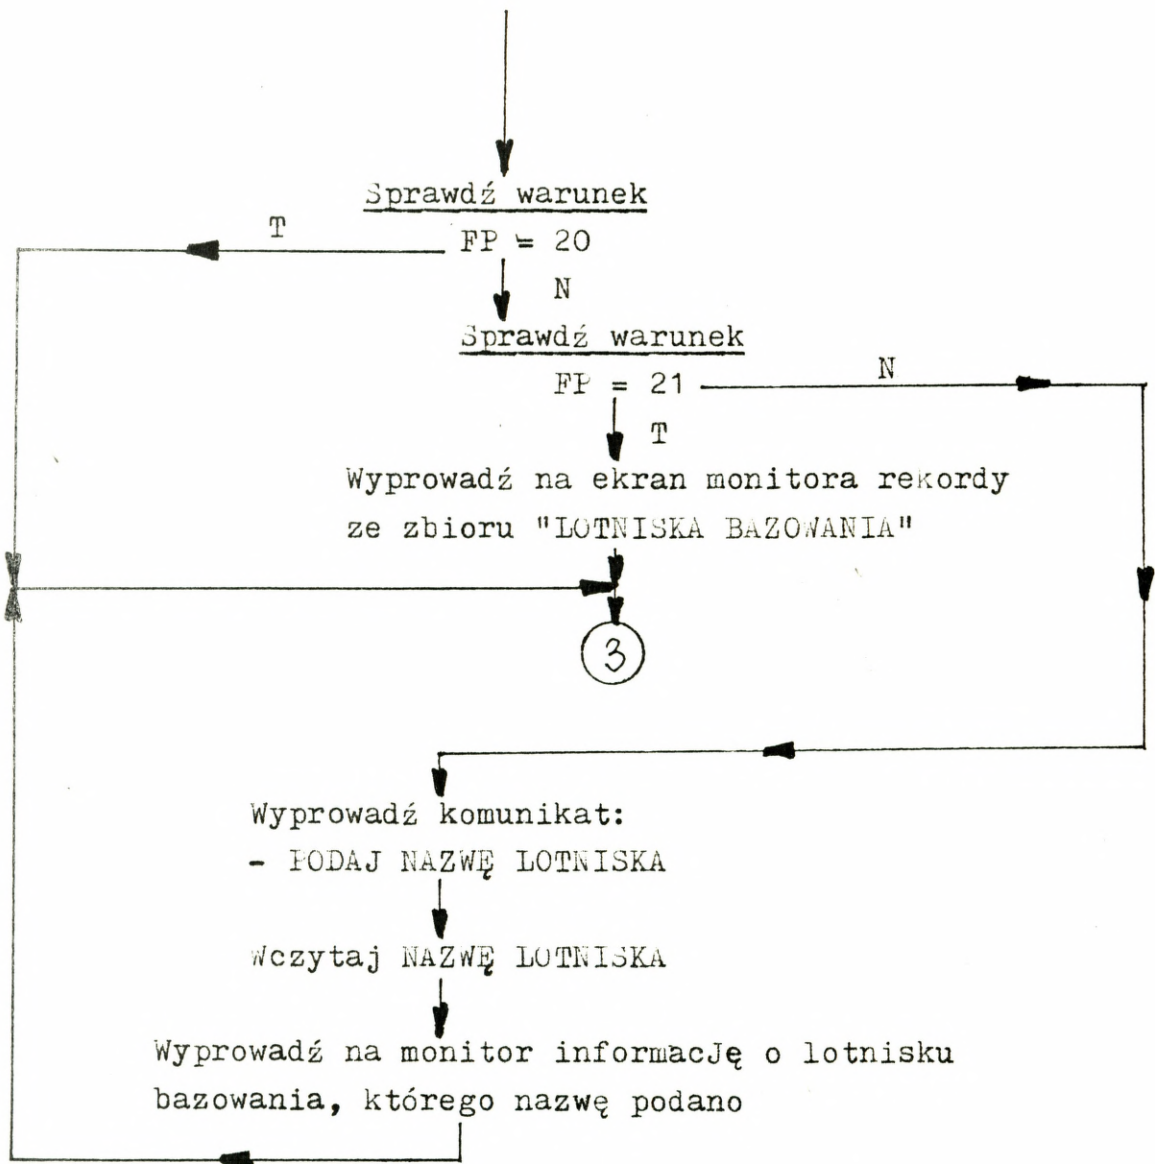 Sprawdź warunek
T
FP = 20
N
Sprawdź warunek
FP = 21
N
T
Wyprowadź na ekran monitora rekordy
ze zbioru "LOTNISKA BAZOWANIA"
3
Wyprowadź komunikat:
- PODAJ NAZWĘ LOTNISKA
Wczytaj NAZWĘ LOTNISKA
Wyprowadź na monitor informacJę o lotnisku
bazowania, którego nazwę podano